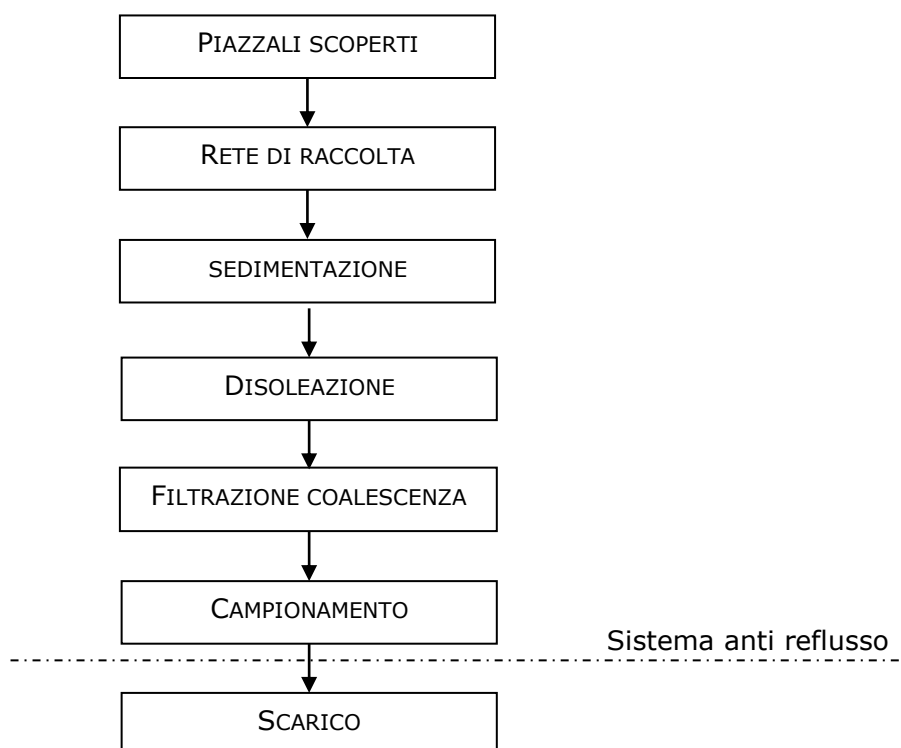 PIAZZALI SCOPERTI
RETE DI RACCOLTA
SEDIMENTAZIONE
DISOLEAZIONE
FILTRAZIONE COALESCENZA
CAMPIONAMENTO
Sistema anti reflusso
SCARICO